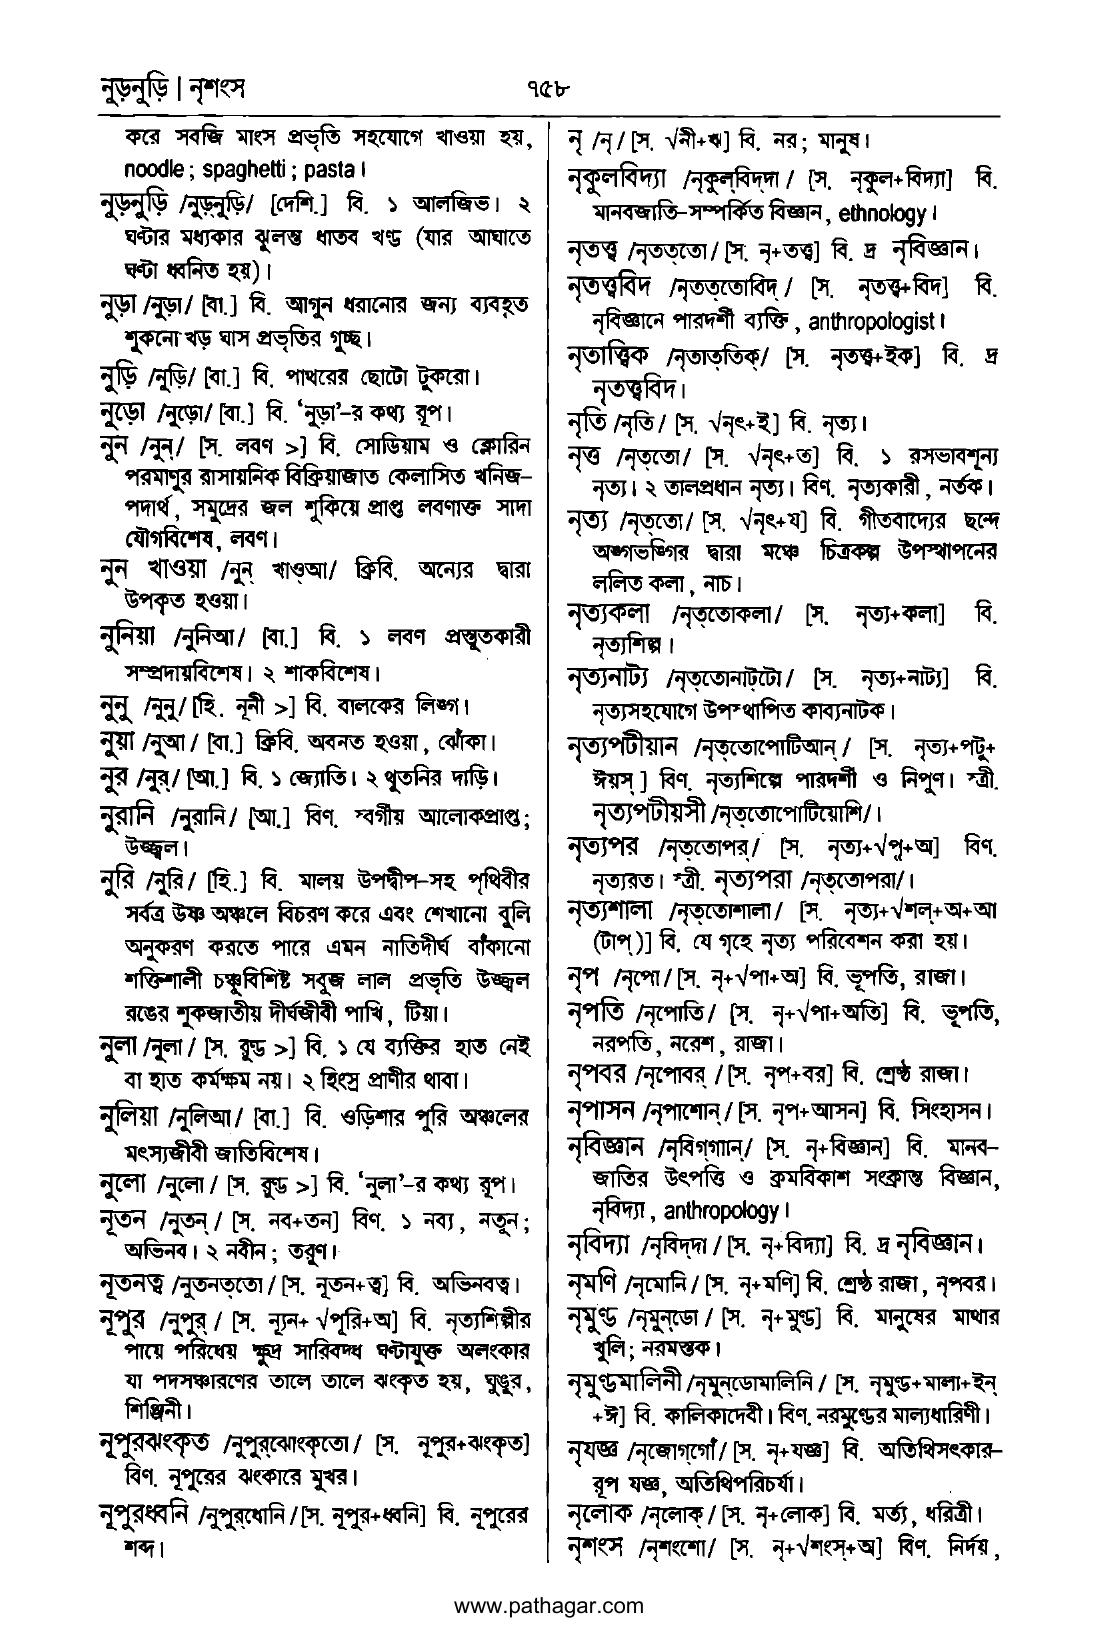 নুড়নুড়ি | নৃশংস
৭৫৮
করে সবজি মাংস প্রভৃতি সহযোগে খাওয়া হয়,
noodle; spaghetti; pasta।
নুড়নুড়ি /নুড়্‌নুড়ি/ [দেশি.] বি. ১ আলজিভ। ২
ঘণ্টার মধ্যকার ঝুলন্ত ধাতব খণ্ড (যার আঘাতে
ঘণ্টা ধ্বনিত হয়)।
নুড়া /নুড়া/ [বা.] বি. আগুন ধরানোর জন্য ব্যবহৃত
শুকনো খড় ঘাস প্রভৃতির গুচ্ছ।
নুড়ি /নুড়ি/ [বা.] বি. পাথরের ছোটো টুকরো।
নুড়ো /নুড়ো/ [বা.] বি. ‘নুড়া’-র কথ্য রূপ।
নুন /নুন্‌/ [স. লবণ >] বি. সোডিয়াম ও ক্লোরিন
পরমাণুর রাসায়নিক বিক্রিয়াজাত কেলাসিত খনিজ-
পদার্থ, সমুদ্রের জল শুকিয়ে প্রাপ্ত লবণাক্ত সাদা
যৌগবিশেষ, লবণ।
নুন খাওয়া /নুন্‌ খাওআ/ ক্রিবি. অন্যের দ্বারা
উপকৃত হওয়া।
নুনিয়া /নুনিআ/ [বা.] বি. ১ লবণ প্রস্তুতকারী
সম্প্রদায়বিশেষ। ২ শাকবিশেষ।
নুনু /নুনু/ [হি. নূনী >] বি. বালকের লিঙ্গ।
নুয়া /নুআ/ [বা.] ক্রিবি. অবনত হওয়া, ঝোঁকা।
নুর /নুর্‌/ [আ.] বি. ১ জ্যোতি। ২ থুতনির দাড়ি।
নুরানি /নুরানি/ [আ.] বিণ. স্বর্গীয় আলোকপ্রাপ্ত;
উজ্জ্বল।
নুরি /নুরি/ [হি.] বি. মালয় উপদ্বীপ-সহ পৃথিবীর
সর্বত্র উষ্ণ অঞ্চলে বিচরণ করে এবং শেখানো বুলি
অনুকরণ করতে পারে এমন নাতিদীর্ঘ বাঁকানো
শক্তিশালী চঞ্চুবিশিষ্ট সবুজ লাল প্রভৃতি উজ্জ্বল
রঙের শুকজাতীয় দীর্ঘজীবী পাখি, টিয়া।
নুলা /নুলা/ [স. রুণ্ড >] বি. ১ যে ব্যক্তির হাত নেই
বা হাত কর্মক্ষম নয়। ২ হিংস্র প্রাণীর থাবা।
নুলিয়া /নুলিআ/ [বা.] বি. ওড়িশার পুরি অঞ্চলের
মৎস্যজীবী জাতিবিশেষ।
নুলো /নুলো/ [স. রুণ্ড >] বি. ‘নুলা’-র কথ্য রূপ।
নূতন /নুতন্‌/ [স. নব+তন] বিণ. ১ নব্য, নতুন;
অভিনব। ২ নবীন; তরুণ।
নূতনত্ব /নুতনত্‌তো/ [স. নূতন+ত্ব] বি. অভিনবত্ব।
নূপুর /নুপুর্‌/ [স. ন্যূন+ √পূরি+অ] বি. নৃত্যশিল্পীর
পায়ে পরিধেয় ক্ষুদ্র সারিবদ্ধ ঘণ্টাযুক্ত অলংকার
যা পদসঞ্চারণের তালে তালে ঝংকৃত হয়, ঘুঙুর,
শিঞ্জিনী।
নূপুরঝংকৃত /নুপুর্‌ঝোংকৃতো/ [স. নূপুর+ঝংকৃত]
বিণ. নূপুরের ঝংকারে মুখর।
নূপুরধ্বনি /নুপুর্‌ধোনি/ [স. নূপুর+ধ্বনি] বি. নূপুরের
শব্দ।
নৃ /নৃ/ [স. √নী+ঋ] বি. নর; মানুষ।
নৃকুলবিদ্যা /নৃকুল্‌বিদ্‌দা/ [স. নৃকুল+বিদ্যা] বি.
মানবজাতি-সম্পর্কিত বিজ্ঞান, ethnology।
নৃতত্ত্ব /নৃতত্‌তো/ [স. নৃ+তত্ত্ব] বি. দ্র নৃবিজ্ঞান।
নৃতত্ত্ববিদ /নৃতত্‌তোবিদ্‌/ [স. নৃতত্ত্ব+বিদ] বি.
নৃবিজ্ঞানে পারদর্শী ব্যক্তি, anthropologist।
নৃতাত্ত্বিক /নৃতাত্‌তিক্‌/ [স. নৃতত্ত্ব+ইক] বি. দ্র
নৃতত্ত্ববিদ।
নৃতি /নৃতি/ [স. √নৃৎ+ই] বি. নৃত্য।
নৃত্ত /নৃত্‌তো/ [স. √নৃৎ+ত] বি. ১ রসভাবশূন্য
নৃত্য। ২ তালপ্রধান নৃত্য। বিণ. নৃত্যকারী, নর্তক।
নৃত্য /নৃত্‌তো/ [স. √নৃৎ+য] বি. গীতবাদ্যের ছন্দে
অঙ্গভঙ্গির দ্বারা মঞ্চে চিত্রকল্প উপস্থাপনের
ললিত কলা, নাচ।
নৃত্যকলা /নৃত্‌তোকলা/ [স. নৃত্য+কলা] বি.
নৃত্যশিল্প।
নৃত্যনাট্য /নৃত্‌তোনাট্‌টো/ [স. নৃত্য+নাট্য] বি.
নৃত্যসহযোগে উপস্থাপিত কাব্যনাটক।
নৃত্যপটীয়ান /নৃত্‌তোপোটিআন্‌/ [স. নৃত্য+পটু+
ঈয়স্‌] বিণ. নৃত্যশিল্পে পারদর্শী ও নিপুণ। স্ত্রী.
নৃত্যপটীয়সী /নৃত্‌তোপোটিয়োশি/।
নৃত্যপর /নৃত্‌তোপর্‌/ [স. নৃত্য+√পৄ+অ] বিণ.
নৃত্যরত। স্ত্রী. নৃত্যপরা /নৃত্‌তোপরা/।
নৃত্যশালা /নৃত্‌তোশালা/ [স. নৃত্য+√শল্‌+অ+আ
(টাপ্‌)] বি. যে গৃহে নৃত্য পরিবেশন করা হয়।
নৃপ /নৃপো/ [স. নৃ+√পা+অ] বি. ভূপতি, রাজা।
নৃপতি /নৃপোতি/ [স. নৃ+√পা+অতি] বি. ভূপতি,
নরপতি, নরেশ, রাজা।
নৃপবর /নৃপোবর্‌/ [স. নৃপ+বর] বি. শ্রেষ্ঠ রাজা।
নৃপাসন /নৃপাশোন্‌/ [স. নৃপ+আসন] বি. সিংহাসন।
নৃবিজ্ঞান /নৃবিগ্‌গাান্‌/ [স. নৃ+বিজ্ঞান] বি. মানব-
জাতির উৎপত্তি ও ক্রমবিকাশ সংক্রান্ত বিজ্ঞান,
নৃবিদ্যা, anthropology।
নৃবিদ্যা /নৃবিদ্‌দা/ [স. নৃ+বিদ্যা] বি. দ্র নৃবিজ্ঞান।
নৃমণি /নৃমোনি/ [স. নৃ+মণি] বি. শ্রেষ্ঠ রাজা, নৃপবর।
নৃমুণ্ড /নৃমুন্‌ডো/ [স. নৃ+মুণ্ড] বি. মানুষের মাথার
খুলি; নরমস্তক।
নৃমুণ্ডমালিনী /নৃমুন্‌ডোমালিনি/ [স. নৃমুণ্ড+মালা+ইন্‌
+ঈ] বি. কালিকাদেবী। বিণ. নরমুণ্ডের মাল্যধারিণী।
নৃযজ্ঞ /নৃজোগ্‌গোঁ/ [স. নৃ+যজ্ঞ] বি. অতিথিসৎকার-
রূপ যজ্ঞ, অতিথিপরিচর্যা।
নৃলোক /নৃলোক্‌/ [স. নৃ+লোক] বি. মর্ত্য, ধরিত্রী।
নৃশংস /নৃশংশো/ [স. নৃ+√শংস্‌+অ] বিণ. নির্দয়,
www.pathagar.com